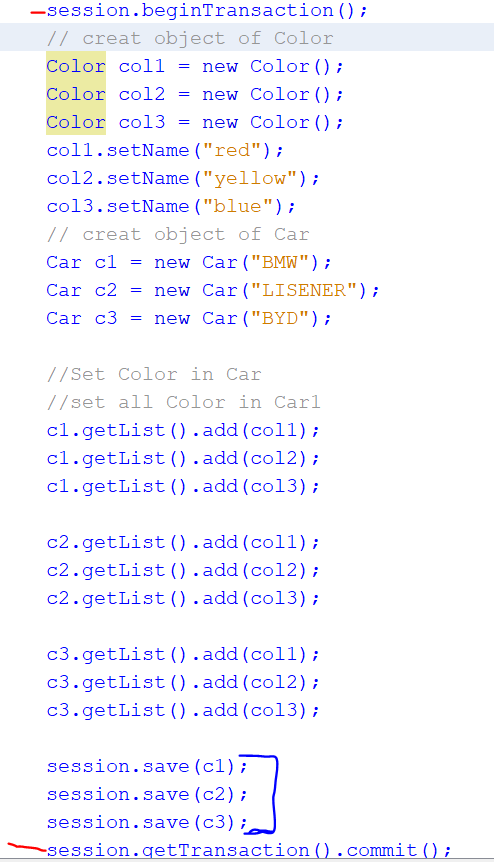 session.beginTransaction();
// creat object of Color
Color col1 = new Color();
Color col2 = new Color();
Color col3 = new Color();
col1.setName("red");
col2.setName("yellow");
col3.setName("blue");
// creat object of Car
Car c1 = new Car("BMW");
Car c2 = new Car("LISENER");
Car c3 = new Car("BYD");
//Set Color in Car
//set all Color in Car1
c1.getList().add(col1);
c1.getList().add(col2);
c1.getList().add(col3);
c2.getList().add(col1);
c2.getList().add(col2);
c2.getList().add(col3);
c3.getList().add(col1);
c3.getList().add(col2);
c3.getList().add(col3);
session.save(c1);
session.save(c2);
session.save(c3);
session.getTransaction().commit();